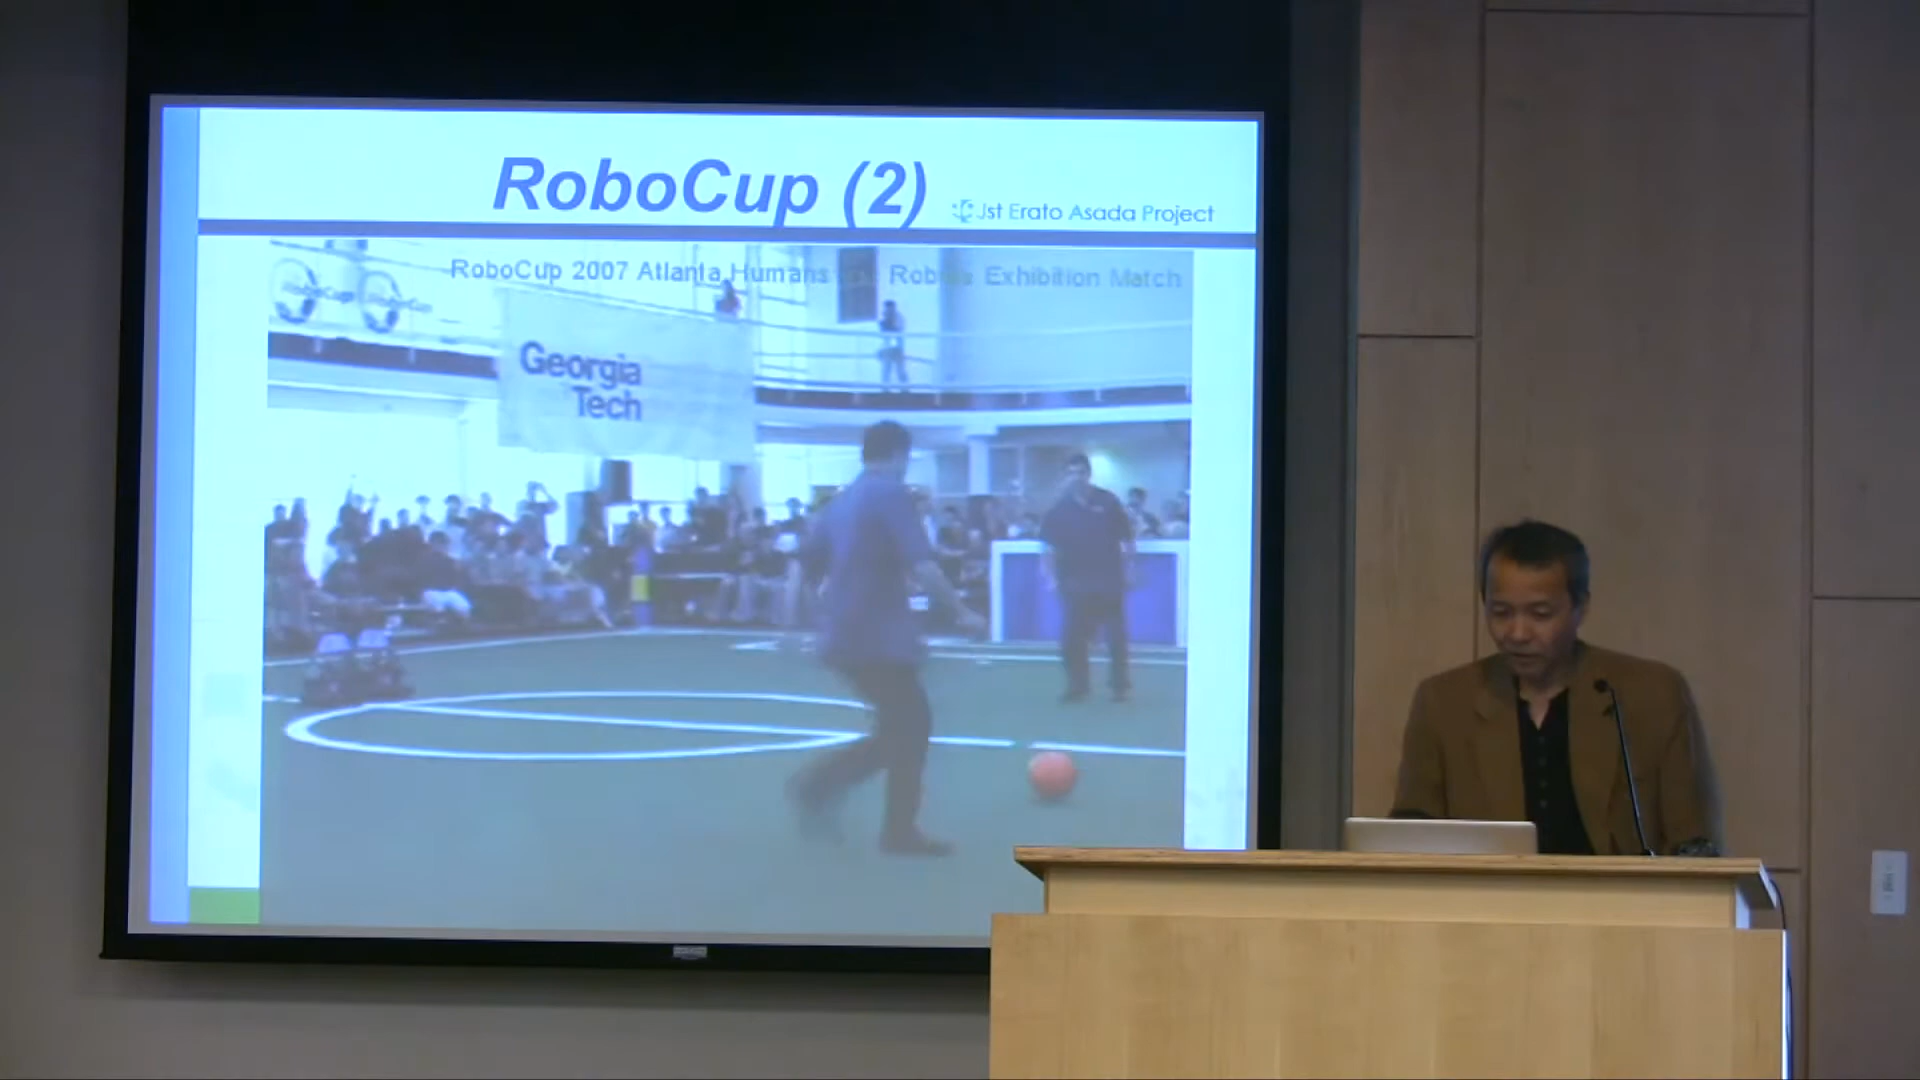 RoboCup (2)
Jst Erato Asada Project
RoboCup 2007 Atlanta Humans Exhibition Match
Georgia
Tech